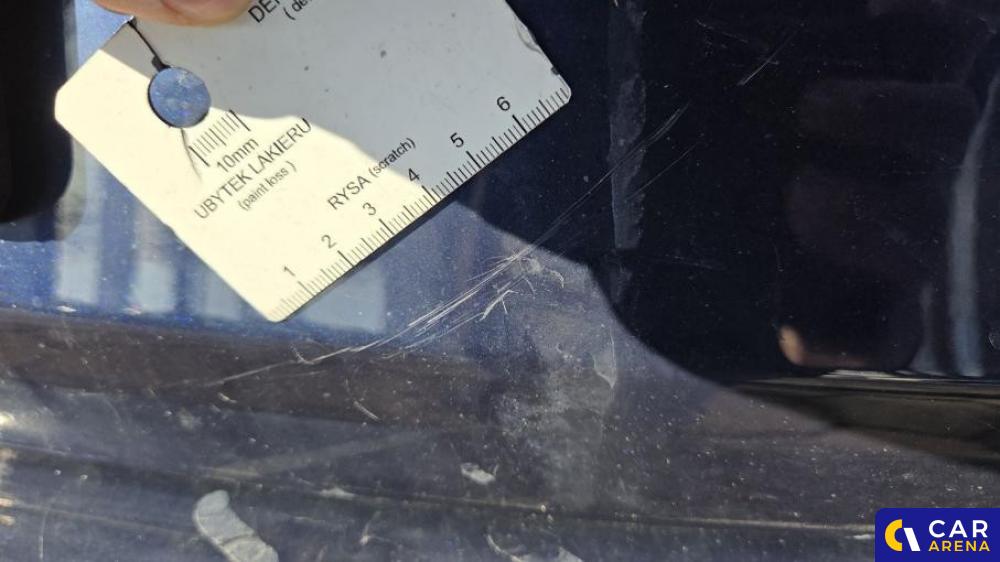 10mm
UBYTEK LAKIERU
(paint loss)
RYSA (scratch)
1 2 3 4 5 6
CAR
ARENA